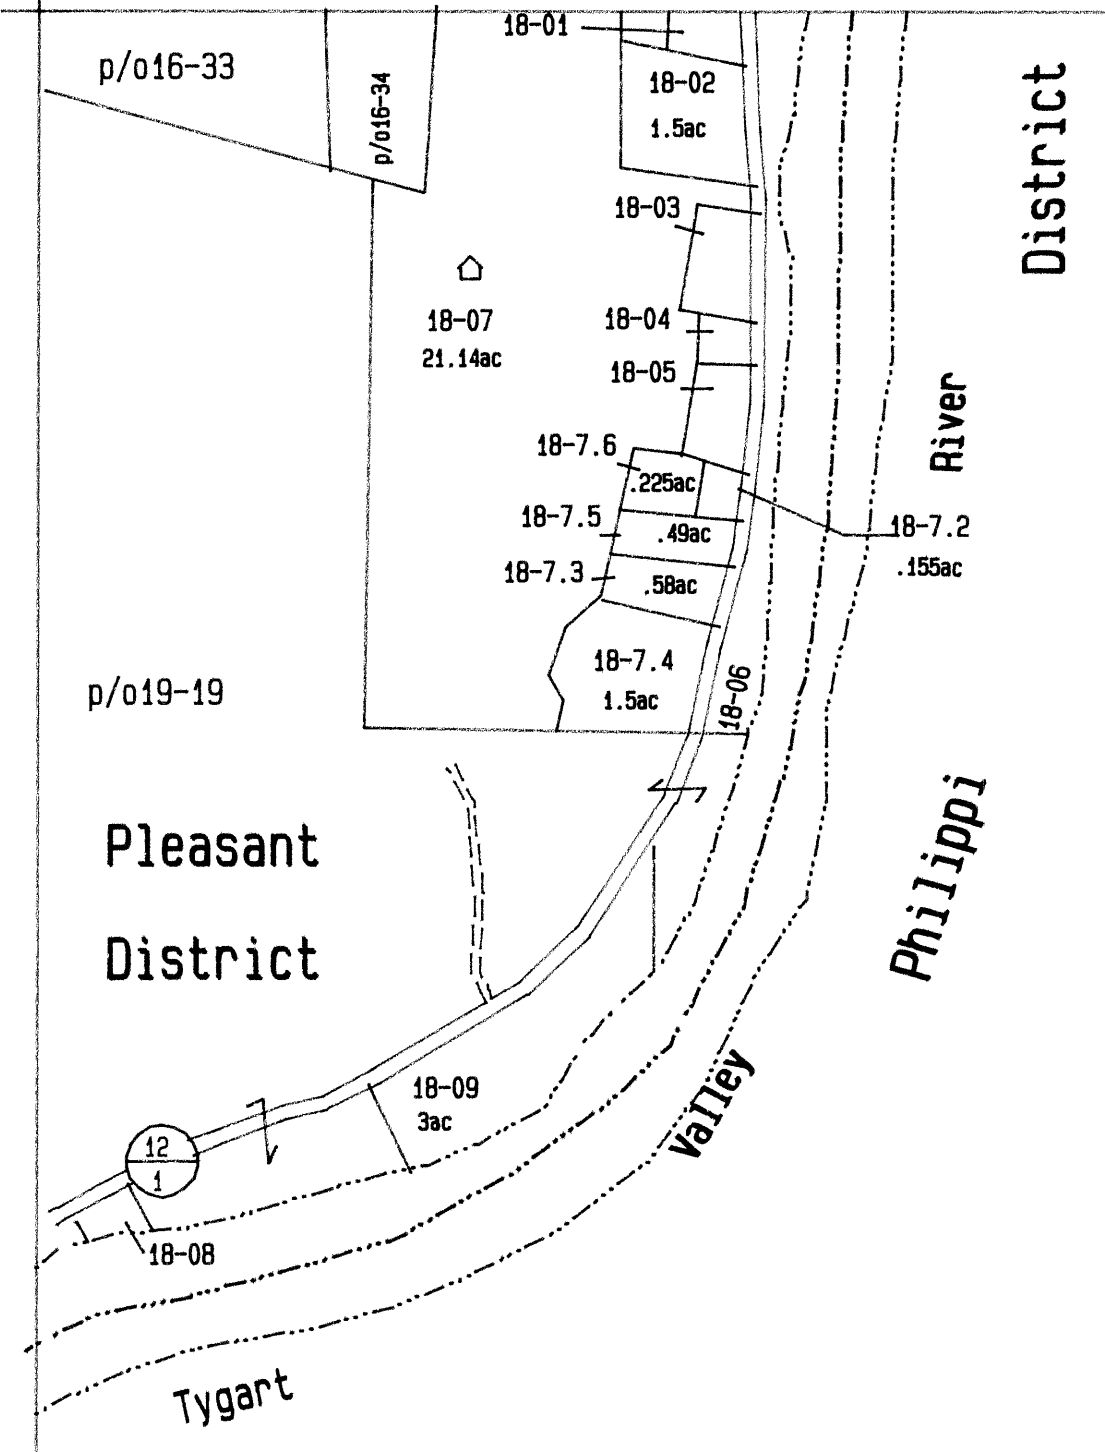 18-01
p/o16-33
p/o16-34
18-02
1.5ac
District
18-03
18-07
21.14ac
18-04
18-05
River
18-7.6
.225ac
18-7.5
.49ac
18-7.2
.155ac
18-7.3
.58ac
18-7.4
1.5ac
18-06
p/o19-19
Pleasant
District
Philippi
Valley
18-09
3ac
12
1
18-08
Tygart